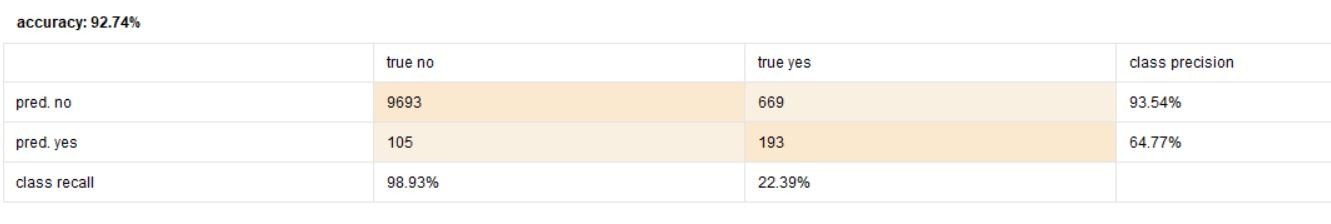 accuracy: 92.74%
true no true yes class precision
pred. no 9693 669 93.54%
pred. yes 105 193 64.77%
class recall 98.93% 22.39%